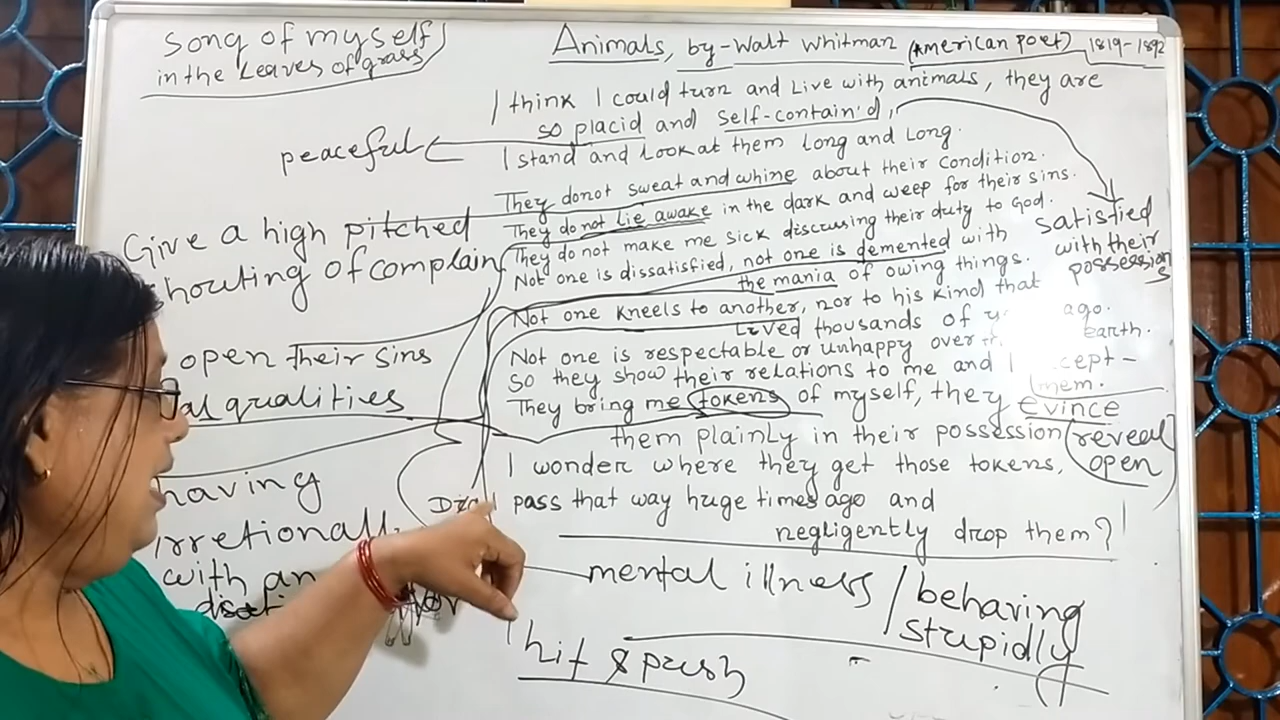 Song of myself
in the Leaves of grass
Animals, by-Walt Whitman (American Poet) 1819-1892
I think I could turn and Live with animals, they are
so placid and self-contain'd,
peaceful
I stand and Look at them Long and Long.
They donot sweat and whine about their condition.
They do not lie awake in the dark and weep for their sins.
They do not make me sick discussing their duty to God.
Not one is dissatisfied, not one is demented with
the mania of owing things.
Satisfied
with their
possession
s
Give a high pitched
shouting of complain
Not one kneels to another, nor to his kind that
Lived thousands of ago.
Not one is respectable or unhappy over earth.
So they show their relations to me and I cept-
them.
open their sins
qualities
They bring me tokens of myself, they evince
them plainly in their possession
(reveal
open)
I wonder where they get those tokens,
pass that way huge times ago and
negligently drop them?
having
irretionall
with an
mental illness / behaving
stupidly
hit & push